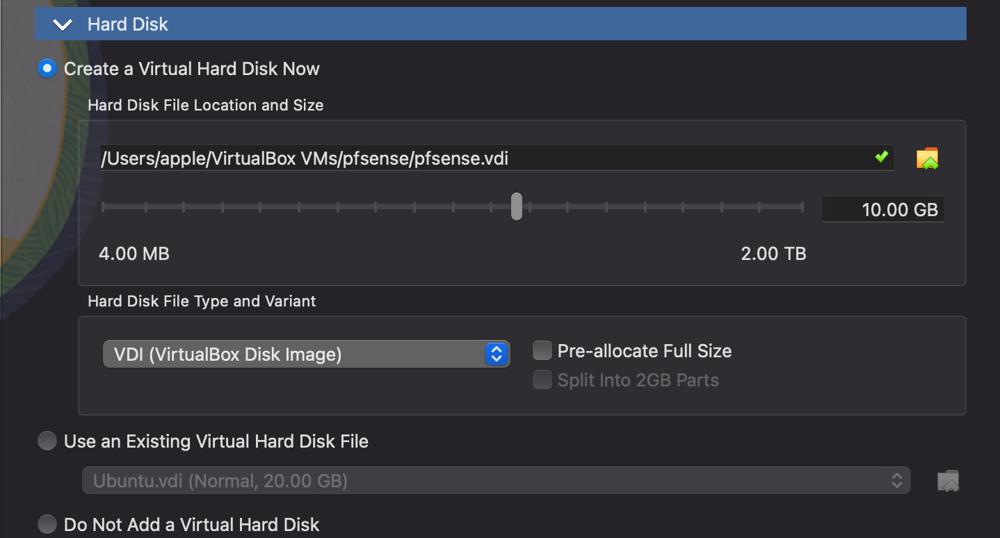 Hard Disk
Create a Virtual Hard Disk Now
Hard Disk File Location and Size
/Users/apple/VirtualBox VMs/pfsense/pfsense.vdi
10.00 GB
4.00 MB
2.00 TB
Hard Disk File Type and Variant
VDI (VirtualBox Disk Image)
Pre-allocate Full Size
Split Into 2GB Parts
Use an Existing Virtual Hard Disk File
Ubuntu.vdi (Normal, 20.00 GB)
Do Not Add a Virtual Hard Disk